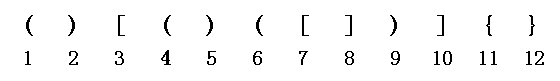 ( ) [ ( ) ( [ ] ) ] { }
1 2 3 4 5 6 7 8 9 10 11 12